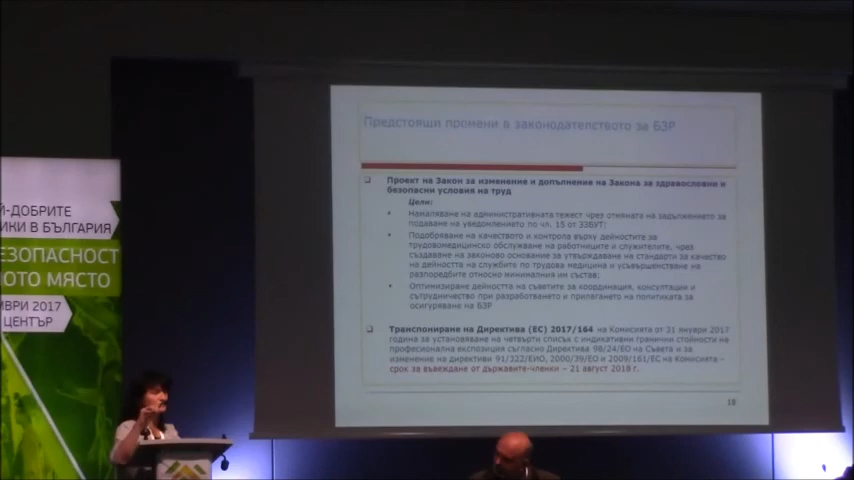 Предстоящи промени в законодателството за БЗР
Проект на Закон за изменение и допълнение на Закона за здравословни и
безопасни условия на труд
Цели:
Намаляване на административната тежест чрез отмяната на задължението за
подаване на уведомлението по чл. 15 от ЗЗБУТ;
Подобряване на качеството и контрола върху дейностите за
трудовомедицинско обслужване на работниците и служителите, чрез
създаване на законово основание за утвърждаване на стандарти за качество
на дейността на службите по трудова медицина и усъвършенстване на
разпоредбите относно минималния им състав;
Оптимизиране дейността на съветите за координация, консултации и
сътрудничество при разработването и прилагането на политиката за
осигуряване на БЗР
Транспониране на Директива (ЕС) 2017/164 на Комисията от 31 януари 2017
година за установяване на четвърти списък с индикативни гранични стойности на
професионална експозиция съгласно Директива 98/24/ЕО на Съвета и за
изменение на директиви 91/322/ЕИО, 2000/39/ЕО и 2009/161/ЕС на Комисията –
срок за въвеждане от държавите-членки – 21 август 2018 г.
18
Й-ДОБРИТЕ
ИКИ В БЪЛГАРИЯ
ЕЗОПАСНОСТ
НОТО МЯСТО
МВРИ 2017
ЦЕНТЪР